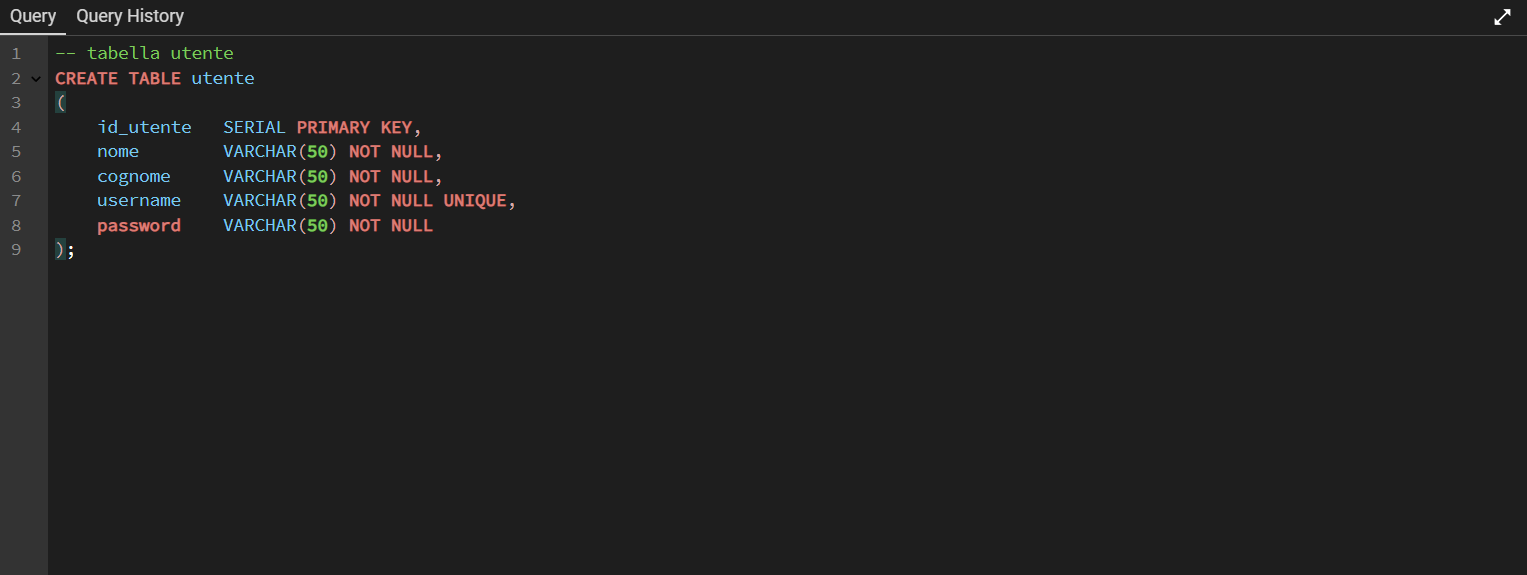 Query Query History
1 -- tabella utente
2 CREATE TABLE utente
3 (
4 id_utente SERIAL PRIMARY KEY,
5 nome VARCHAR(50) NOT NULL,
6 cognome VARCHAR(50) NOT NULL,
7 username VARCHAR(50) NOT NULL UNIQUE,
8 password VARCHAR(50) NOT NULL
9 );